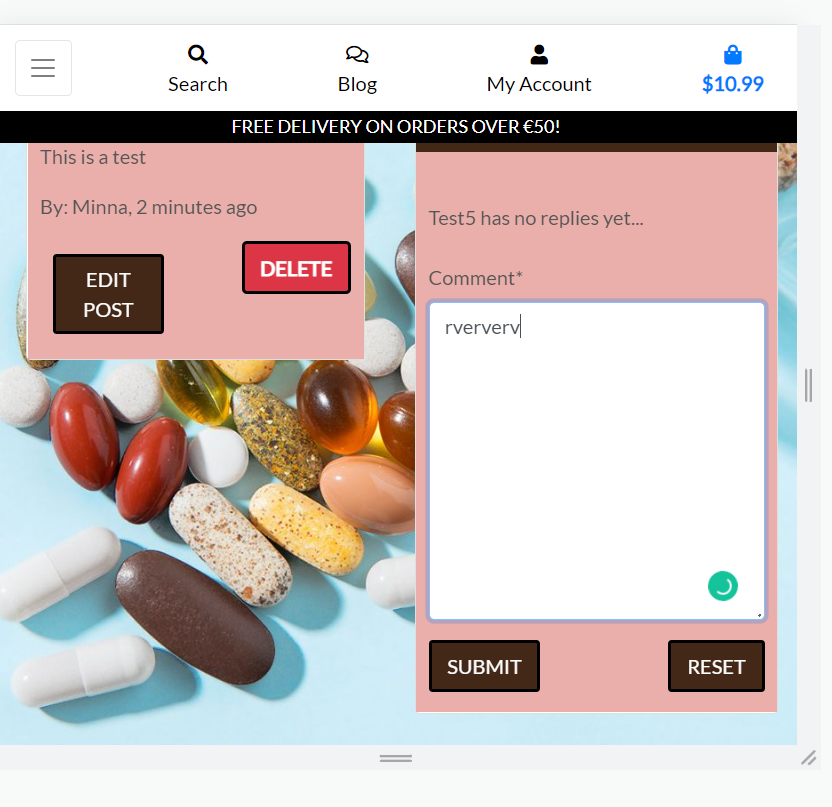 Search
Blog
My Account
$10.99
FREE DELIVERY ON ORDERS OVER €50!
This is a test
By: Minna, 2 minutes ago
EDIT
POST
DELETE
Test5 has no replies yet...
Comment*
rververv
SUBMIT
RESET